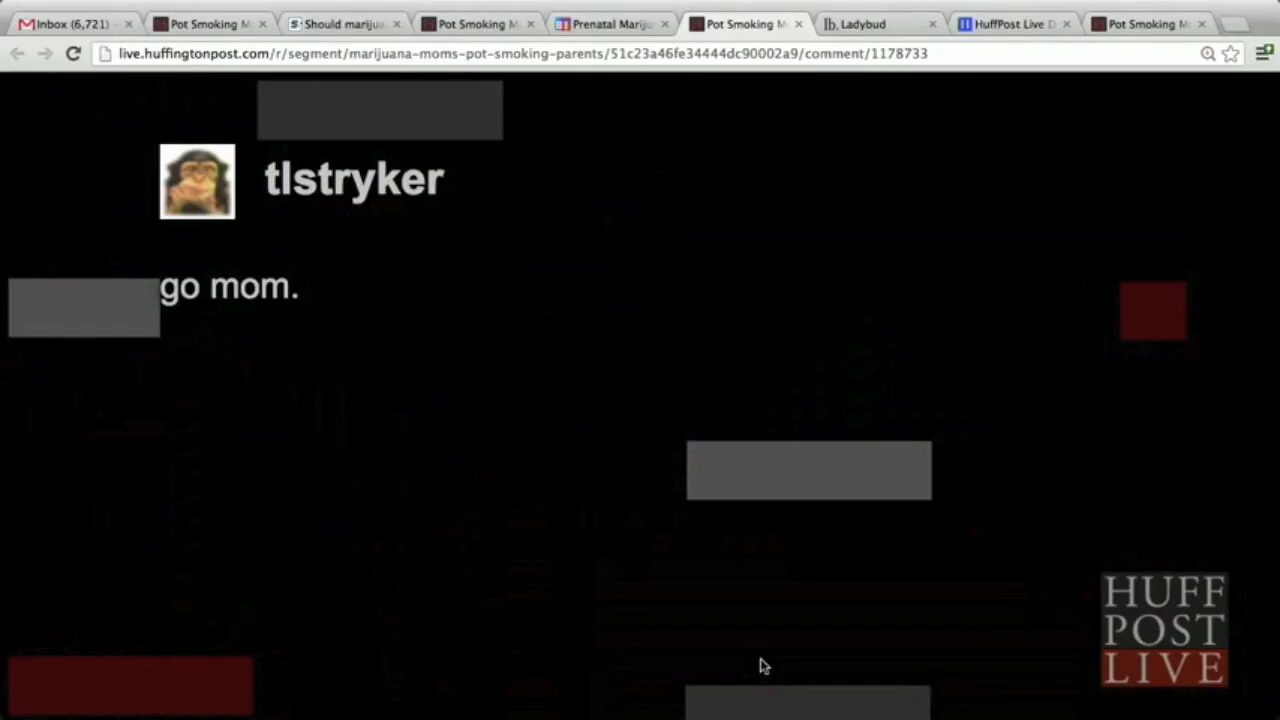 Inbox (6,721) –
Pot Smoking M
Should mariju
Pot Smoking M
Prenatal Mariju
Pot Smoking M
lb, Ladybud
HuffPost Live D
Pot Smoking M
live.huffingtonpost.com/r/segment/marijuana-moms-pot-smoking-parents/51c23a46fe34444dc90002a9/comment/1178733
tlstryker
go mom.
HUFF
POST
LIVE